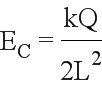 E_C = kQ / 2L^2